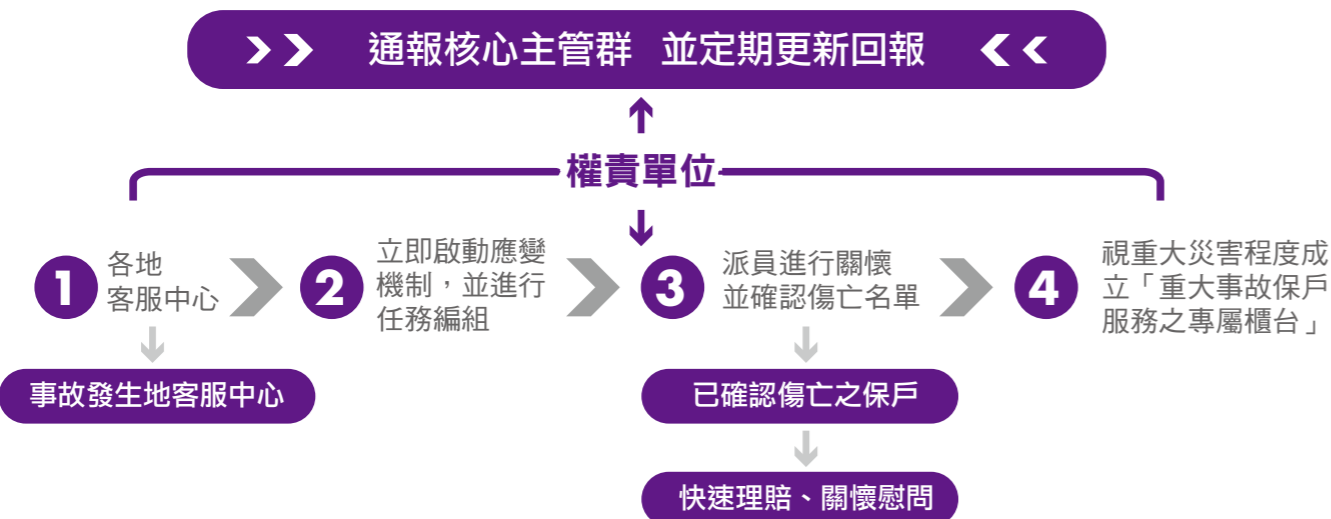 通報核心主管群 並定期更新回報
權責單位
1
各地
客服中心
2
立即啟動應變
機制，並進行
任務編組
3
派員進行關懷
並確認傷亡名單
4
視重大災害程度成
立「重大事故保戶
服務之專屬櫃台」
事故發生地客服中心
已確認傷亡之保戶
快速理賠、關懷慰問